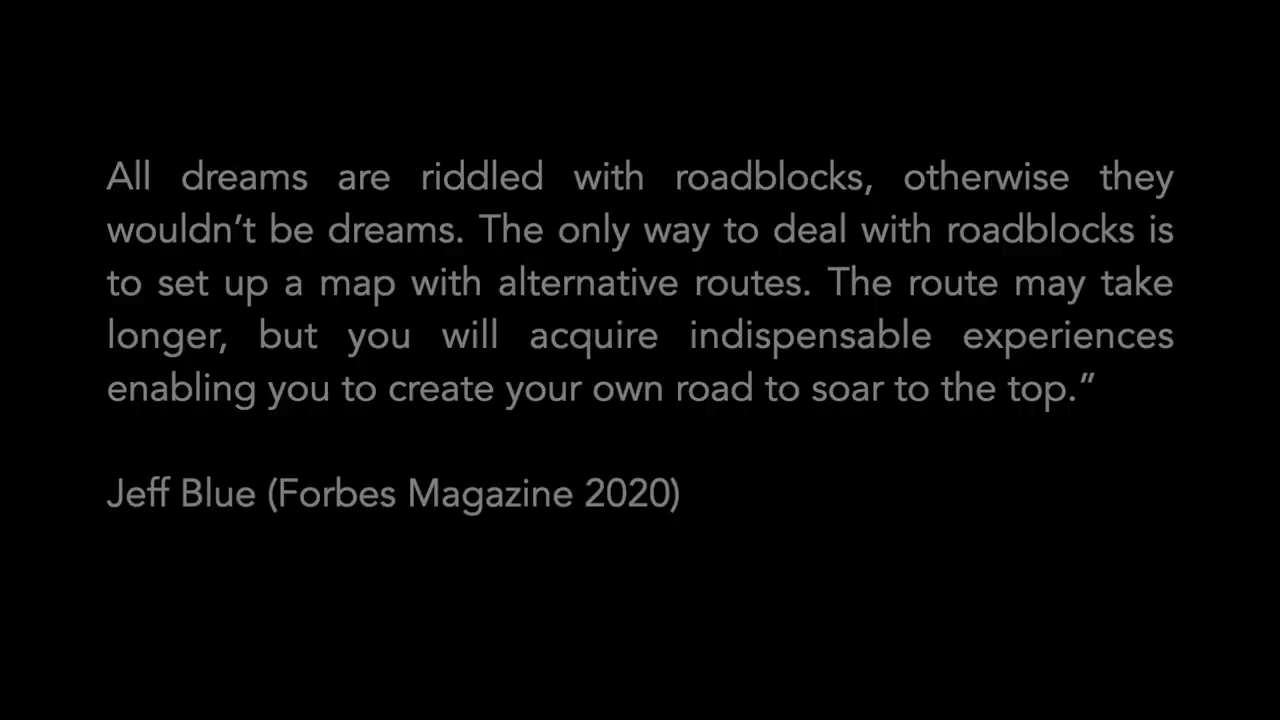 All dreams are riddled with roadblocks, otherwise they
wouldn’t be dreams. The only way to deal with roadblocks is
to set up a map with alternative routes. The route may take
longer, but you will acquire indispensable experiences
enabling you to create your own road to soar to the top.”
Jeff Blue (Forbes Magazine 2020)